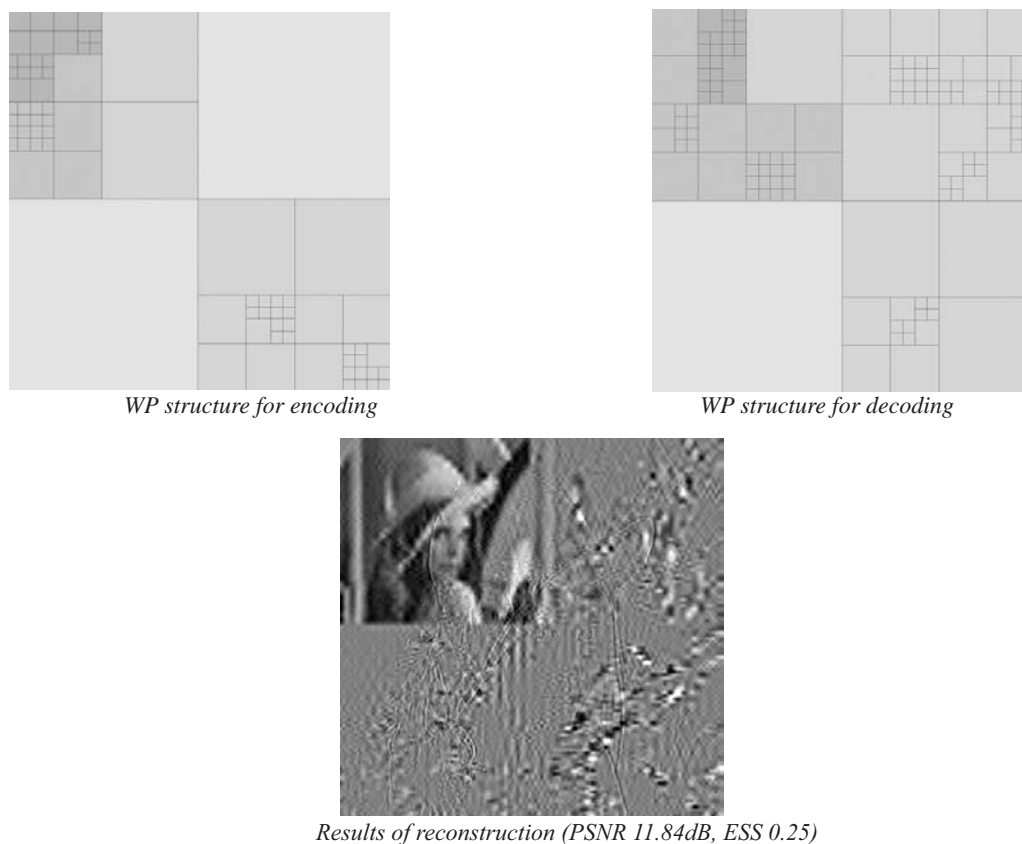 WP structure for encoding
WP structure for decoding
Results of reconstruction (PSNR 11.84dB, ESS 0.25)